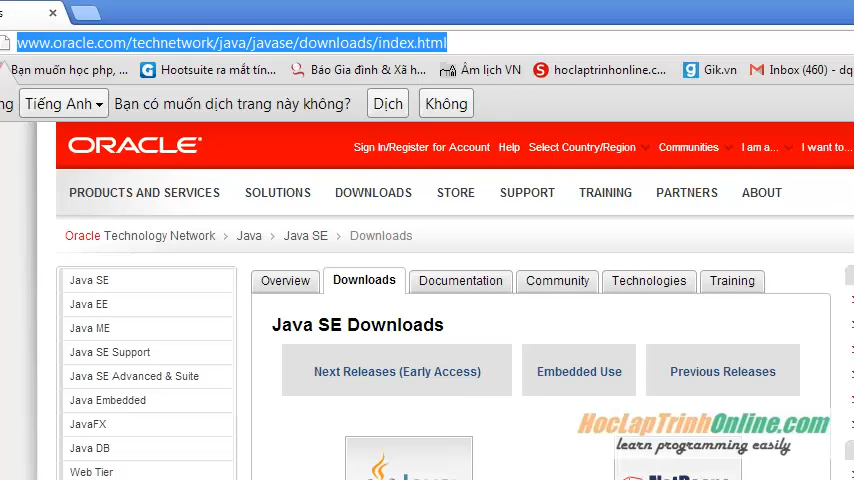 s
www.oracle.com/technetwork/java/javase/downloads/index.html
Bạn muốn học php, ...
Hootsuite ra mắt tín...
Báo Gia đình & Xã h...
Âm lịch VN
hoclaptrinhonline.c...
Gik.vn
Inbox (460) - dq
ng Tiếng Anh Bạn có muốn dịch trang này không? Dịch Không
ORACLE
Sign In/Register for Account Help Select Country/Region Communities I am a... I want to...
PRODUCTS AND SERVICES SOLUTIONS DOWNLOADS STORE SUPPORT TRAINING PARTNERS ABOUT
Oracle Technology Network > Java > Java SE > Downloads
Java SE
Java EE
Java ME
Java SE Support
Java SE Advanced & Suite
Java Embedded
JavaFX
Java DB
Web Tier
Overview Downloads Documentation Community Technologies Training
Java SE Downloads
Next Releases (Early Access) Embedded Use Previous Releases
HocLapTrinhOnline.com
learn programming easily